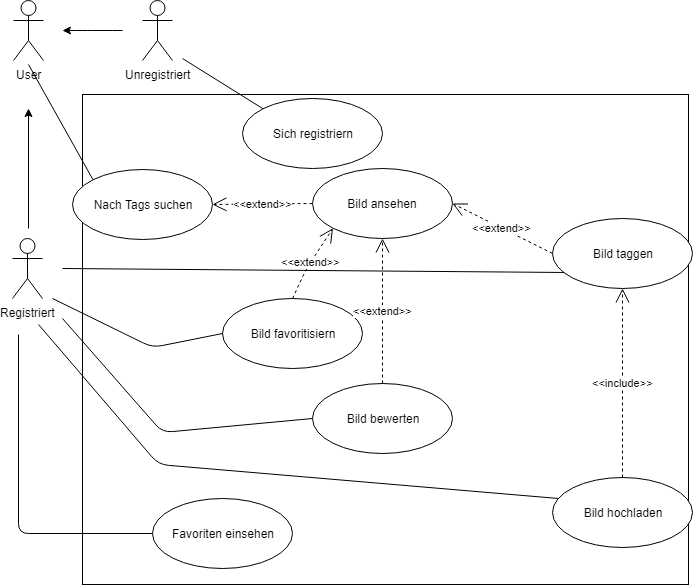 User
Unregistriert
Sich registriern
Nach Tags suchen
<<extend>>
Bild ansehen
<<extend>>
Bild taggen
<<extend>>
Registriert
<<extend>>
Bild favoritisiern
<<include>>
Bild bewerten
Bild hochladen
Favoriten einsehen